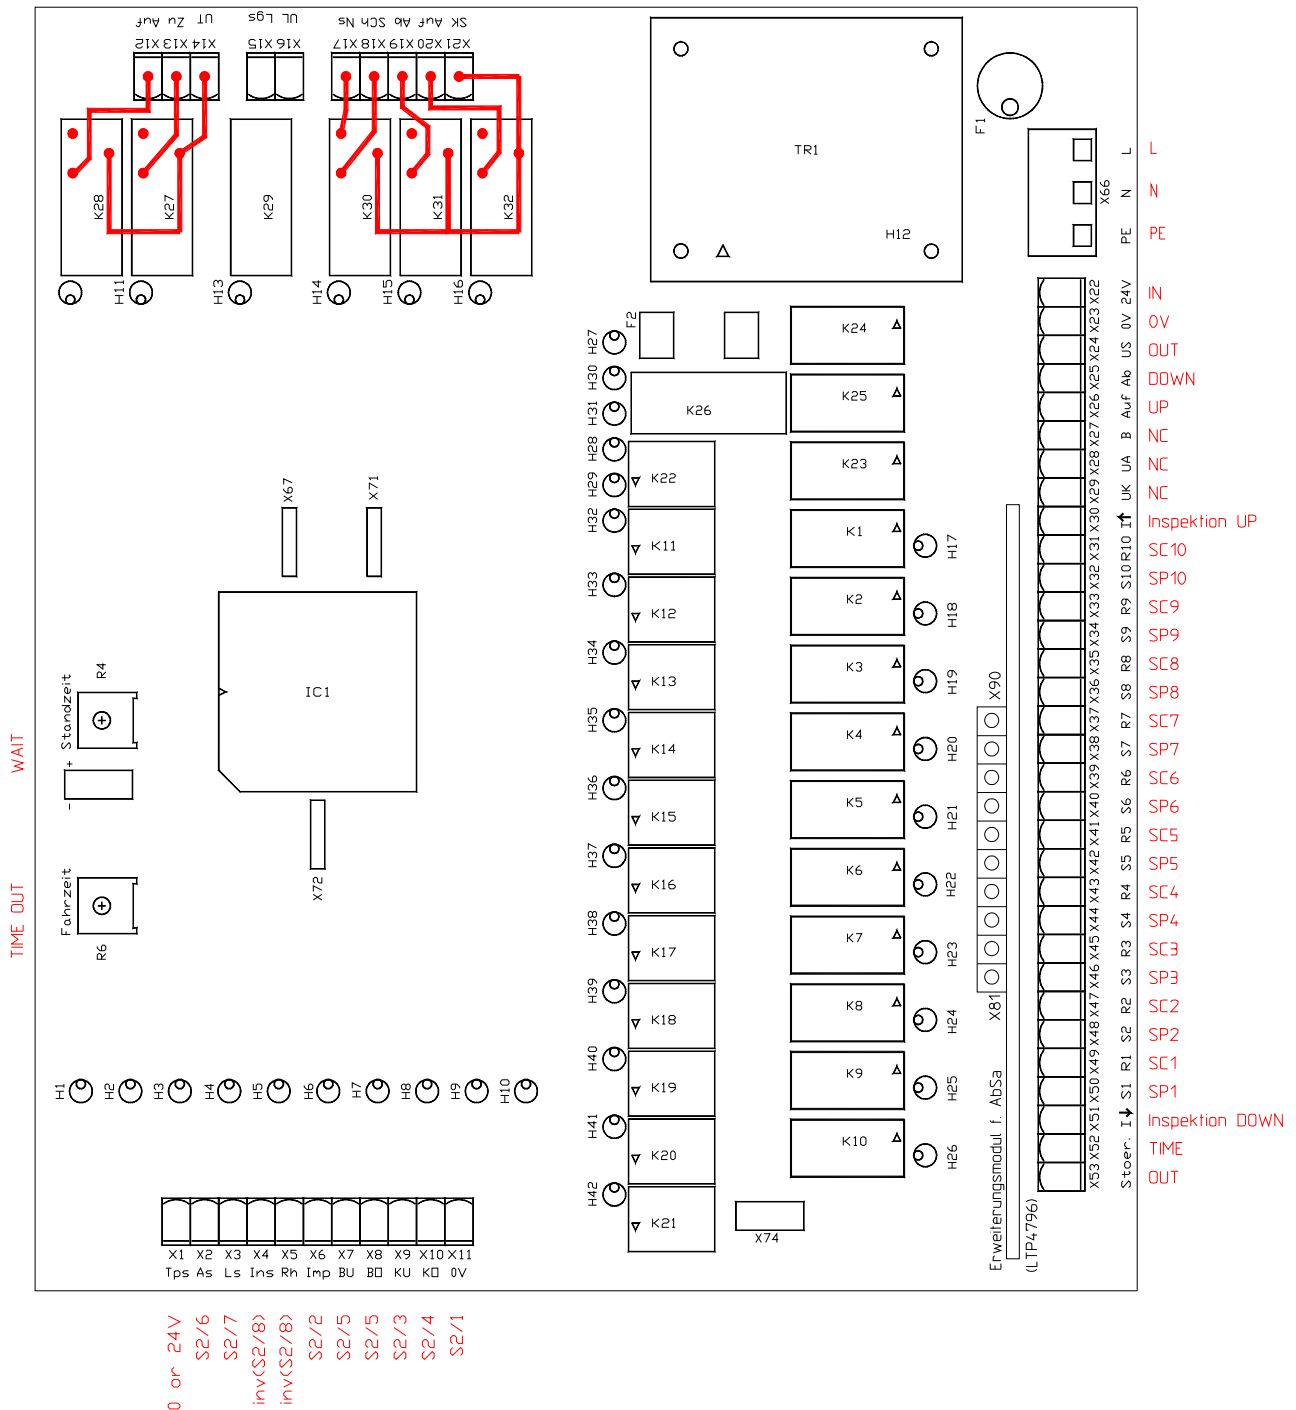 Auf Zu UT
Lgs UL
Ns SCh Ab Auf SK
X12 X13 X14
X15 X16
X17 X18 X19 X20 X21
K28 K27 K29 K30 K31 K32
H11 H13 H14 H15 H16
TR1
H12
F1
X66
L L
N N
PE PE
X22 24V IN
X23 0V 0V
X24 US OUT
X25 Ab DOWN
X26 Auf UP
X27 B NC
X28 UA NC
X29 UK NC
X30 I↑ Inspektion UP
X31 R10 SC10
X32 S10 SP10
X33 R9 SC9
X34 S9 SP9
X35 R8 SC8
X36 S8 SP8
X37 R7 SC7
X38 S7 SP7
X39 R6 SC6
X40 S6 SP6
X41 R5 SC5
X42 S5 SP5
X43 R4 SC4
X44 S4 SP4
X45 R3 SC3
X46 S3 SP3
X47 R2 SC2
X48 S2 SP2
X49 R1 SC1
X50 S1 SP1
X51 I↓ Inspektion DOWN
X52 Stoer. TIME
X53 OUT
F2
H27 K24
H30 K25
H31 K26
H28 K22 K23
H29
H32 K11 K1 H17
H33 K12 K2 H18
H34 K13 K3 H19
H35 K14 K4 H20
H36 K15 K5 H21
H37 K16 K6 H22
H38 K17 K7 H23
H39 K18 K8 H24
H40 K19 K9 H25
H41 K20 K10 H26
H42 K21
X74
X90
X81
Erweiterungsmodul f. AbSa
(LTP4796)
X67 X71
IC1
X72
R4
WAIT
- + Standzeit
TIME OUT
Fahrzeit
R6
H1 H2 H3 H4 H5 H6 H7 H8 H9 H10
X1 X2 X3 X4 X5 X6 X7 X8 X9 X10 X11
Tps As Ls Ins Rh Imp BU BO KU KO 0V
0 or 24V
S2/6
S2/7
inv(S2/8)
inv(S2/8)
S2/2
S2/5
S2/5
S2/3
S2/4
S2/1